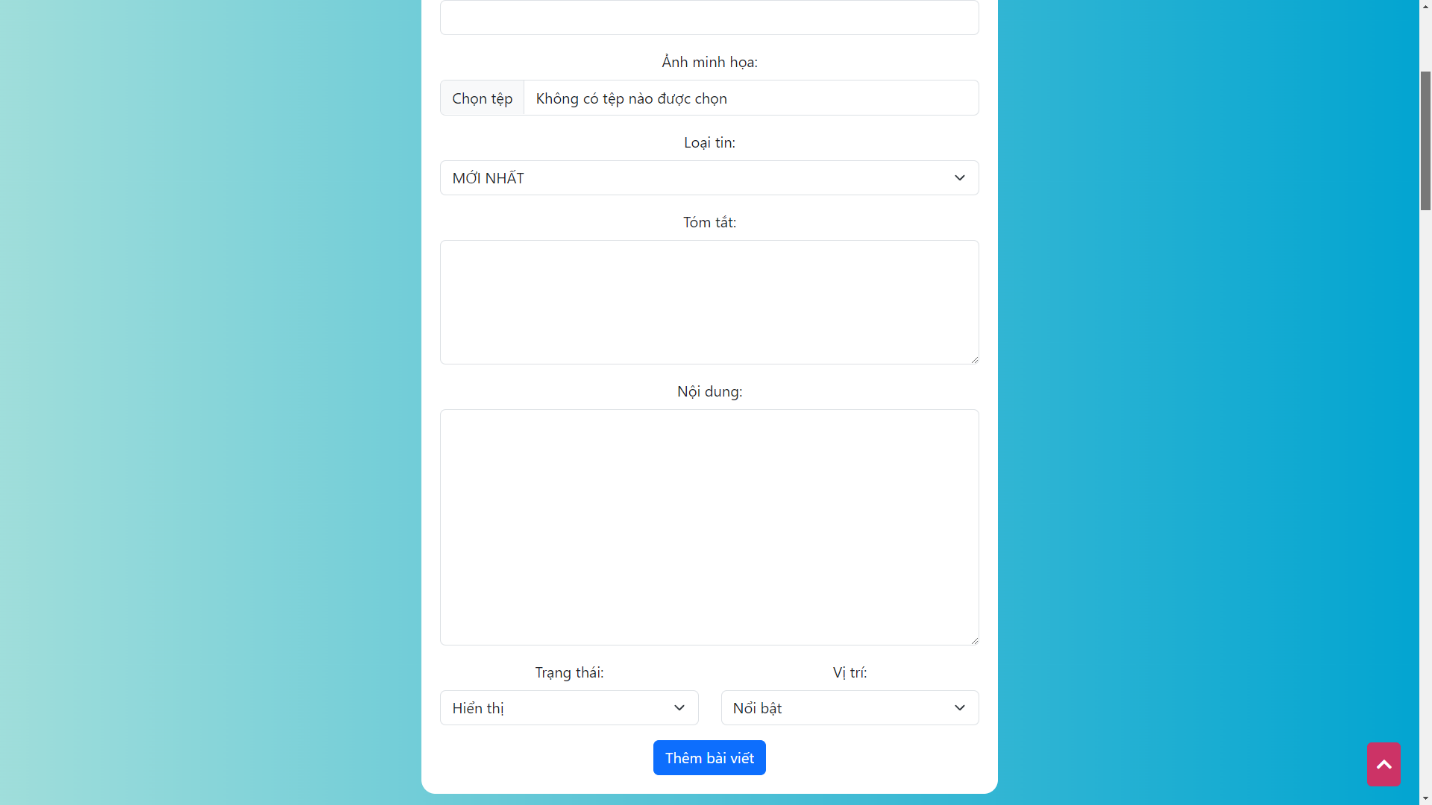 Ảnh minh họa:
Chọn tệp Không có tệp nào được chọn
Loại tin:
MỚI NHẤT
Tóm tắt:
Nội dung:
Trạng thái: Vị trí:
Hiển thị Nổi bật
Thêm bài viết